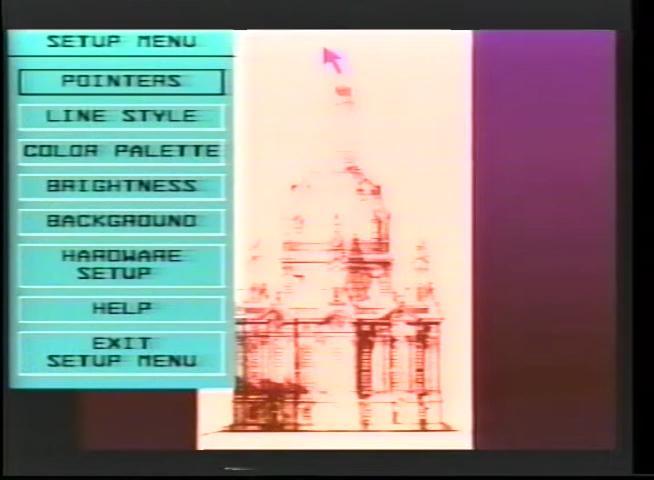 SETUP MENU
POINTERS
LINE STYLE
COLOR PALETTE
BRIGHTNESS
BACKGROUND
HARDWARE
SETUP
HELP
EXIT
SETUP MENU